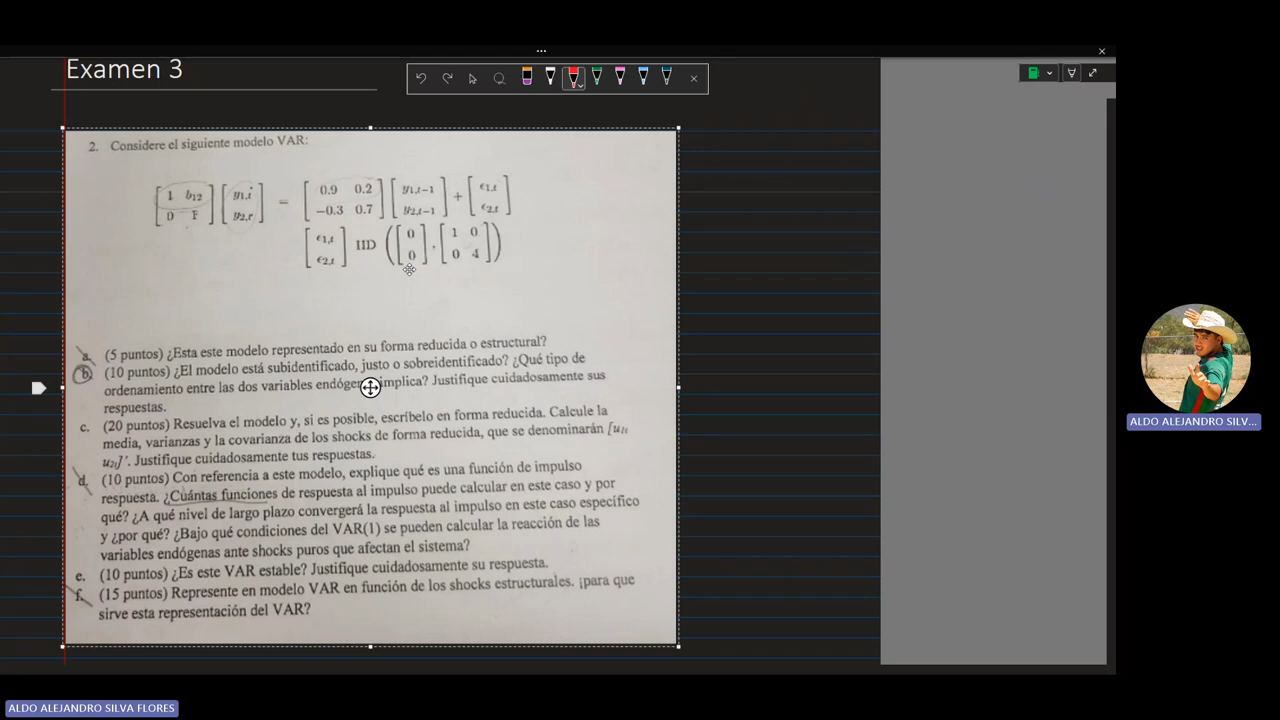 Examen 3
2. Considere el siguiente modelo VAR:
1 b12 y1,t = 0.9 0.2 y1,t−1 + ϵ1,t
0 1 y2,t −0.3 0.7 y2,t−1 ϵ2,t
ϵ1,t IID ( 0 , 1 0 )
ϵ2,t 0 0 4
a. (5 puntos) ¿Esta este modelo representado en su forma reducida o estructural?
b. (10 puntos) ¿El modelo está subidentificado, justo o sobreidentificado? ¿Qué tipo de
ordenamiento entre las dos variables implica? Justifique cuidadosamente sus
respuestas.
c. (20 puntos) Resuelva el modelo y, si es posible, escríbelo en forma reducida. Calcule la
media, varianzas y la covarianza de los shocks de forma reducida, que se denominarán [u1t
u2t]’. Justifique cuidadosamente tus respuestas.
d. (10 puntos) Con referencia a este modelo, explique qué es una función de impulso
respuesta. ¿Cuántas funciones de respuesta al impulso puede calcular en este caso y por
qué? ¿A qué nivel de largo plazo convergerá la respuesta al impulso en este caso específico
y ¿por qué? ¿Bajo qué condiciones del VAR(1) se pueden calcular la reacción de las
variables endógenas ante shocks puros que afectan el sistema?
e. (10 puntos) ¿Es este VAR estable? Justifique cuidadosamente su respuesta.
f. (15 puntos) Represente en modelo VAR en función de los shocks estructurales. ¡para que
sirve esta representación del VAR?
ALDO ALEJANDRO SILV...
ALDO ALEJANDRO SILVA FLORES